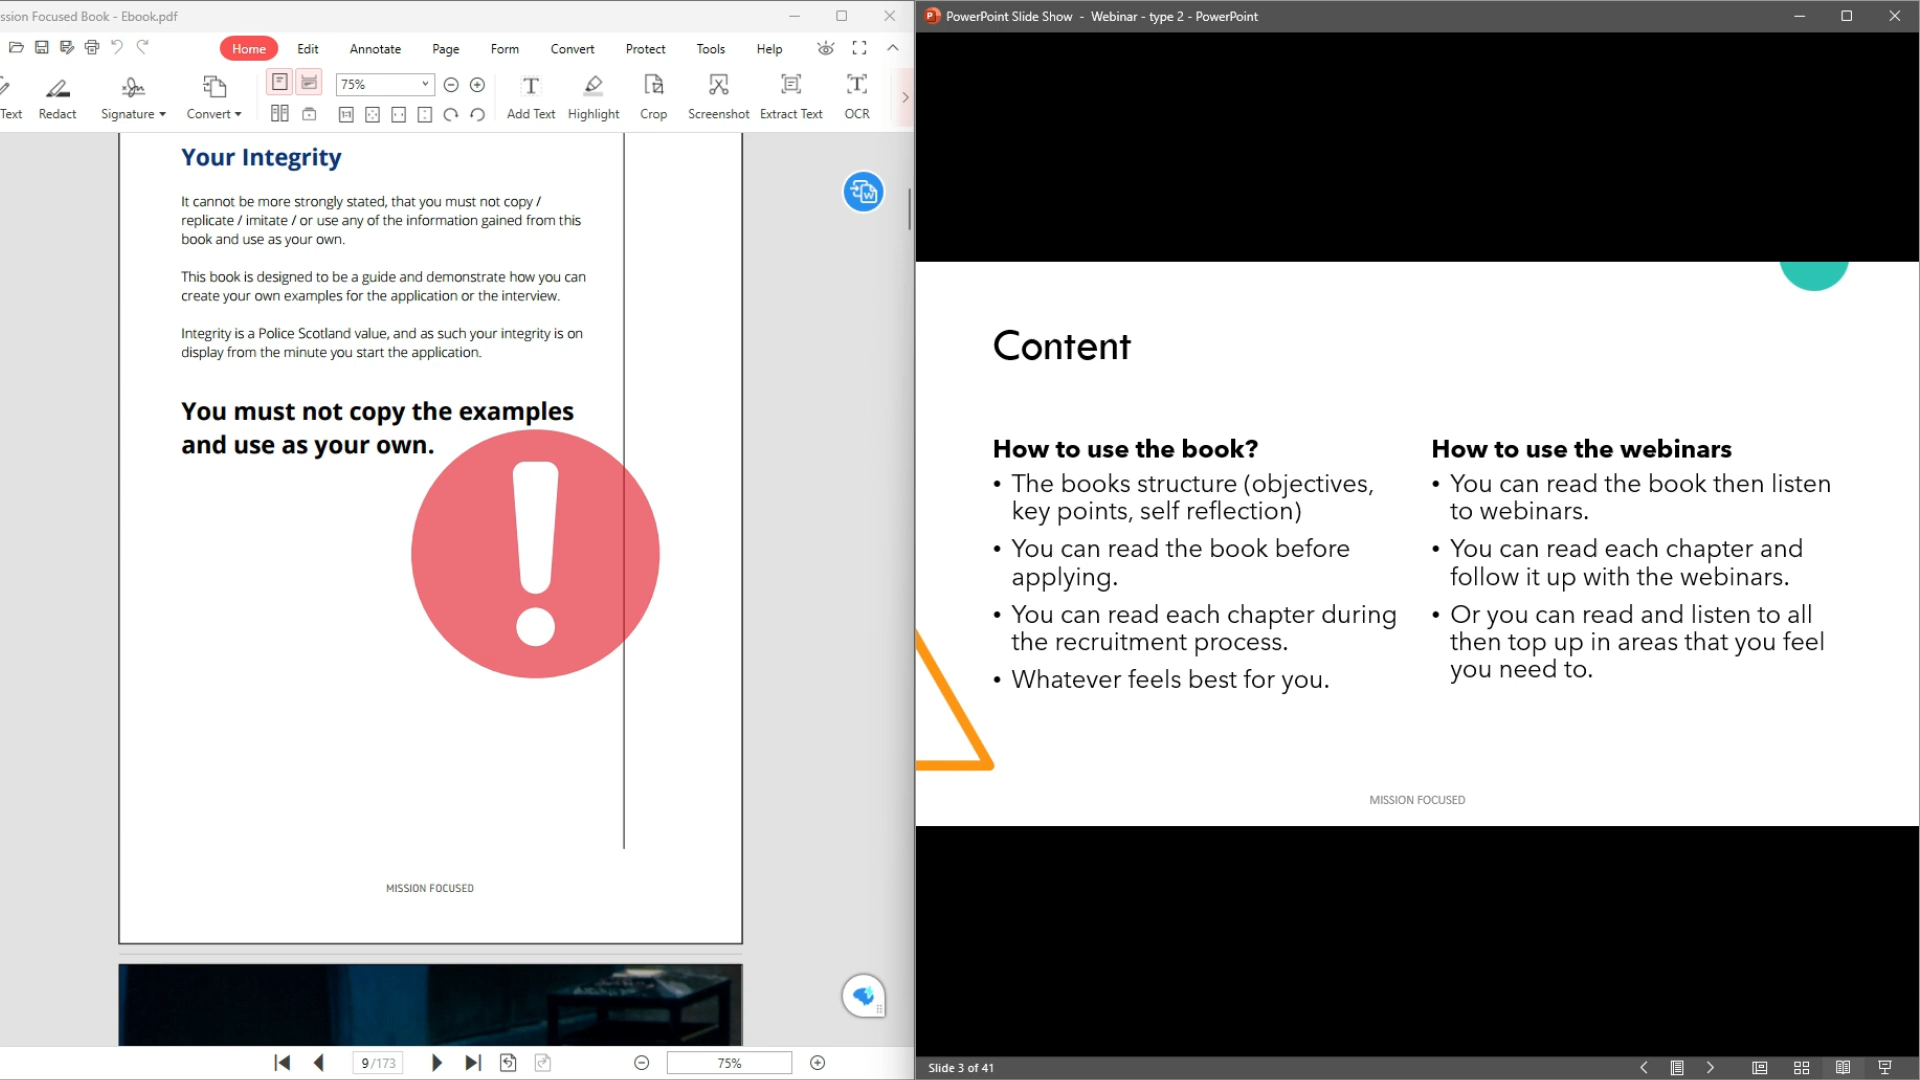 ssion Focused Book - Ebook.pdf
Home Edit Annotate Page Form Convert Protect Tools Help
Text Redact Signature Convert 75% Add Text Highlight Crop Screenshot Extract Text OCR
Your Integrity
It cannot be more strongly stated, that you must not copy /
replicate / imitate / or use any of the information gained from this
book and use as your own.
This book is designed to be a guide and demonstrate how you can
create your own examples for the application or the interview.
Integrity is a Police Scotland value, and as such your integrity is on
display from the minute you start the application.
You must not copy the examples
and use as your own.
MISSION FOCUSED
9/173 75%
PowerPoint Slide Show - Webinar - type 2 - PowerPoint
Content
How to use the book?
• The books structure (objectives,
key points, self reflection)
• You can read the book before
applying.
• You can read each chapter during
the recruitment process.
• Whatever feels best for you.
How to use the webinars
• You can read the book then listen
to webinars.
• You can read each chapter and
follow it up with the webinars.
• Or you can read and listen to all
then top up in areas that you feel
you need to.
MISSION FOCUSED
Slide 3 of 41